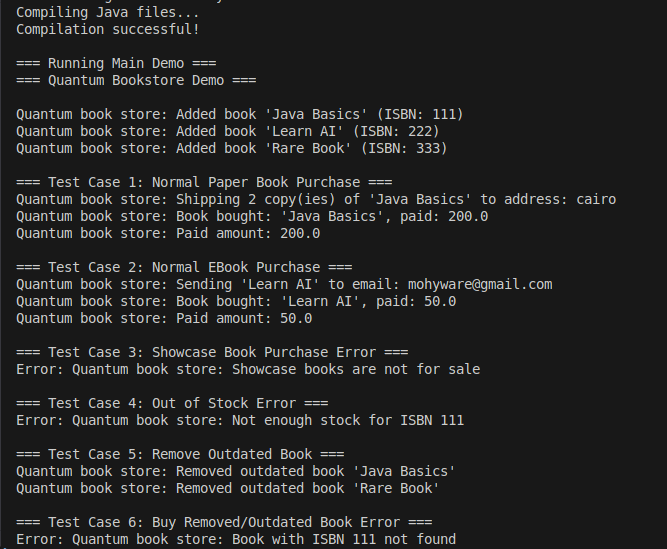 Compiling Java files...
Compilation successful!
=== Running Main Demo ===
=== Quantum Bookstore Demo ===
Quantum book store: Added book 'Java Basics' (ISBN: 111)
Quantum book store: Added book 'Learn AI' (ISBN: 222)
Quantum book store: Added book 'Rare Book' (ISBN: 333)
=== Test Case 1: Normal Paper Book Purchase ===
Quantum book store: Shipping 2 copy(ies) of 'Java Basics' to address: cairo
Quantum book store: Book bought: 'Java Basics', paid: 200.0
Quantum book store: Paid amount: 200.0
=== Test Case 2: Normal EBook Purchase ===
Quantum book store: Sending 'Learn AI' to email: mohyware@gmail.com
Quantum book store: Book bought: 'Learn AI', paid: 50.0
Quantum book store: Paid amount: 50.0
=== Test Case 3: Showcase Book Purchase Error ===
Error: Quantum book store: Showcase books are not for sale
=== Test Case 4: Out of Stock Error ===
Error: Quantum book store: Not enough stock for ISBN 111
=== Test Case 5: Remove Outdated Book ===
Quantum book store: Removed outdated book 'Java Basics'
Quantum book store: Removed outdated book 'Rare Book'
=== Test Case 6: Buy Removed/Outdated Book Error ===
Error: Quantum book store: Book with ISBN 111 not found